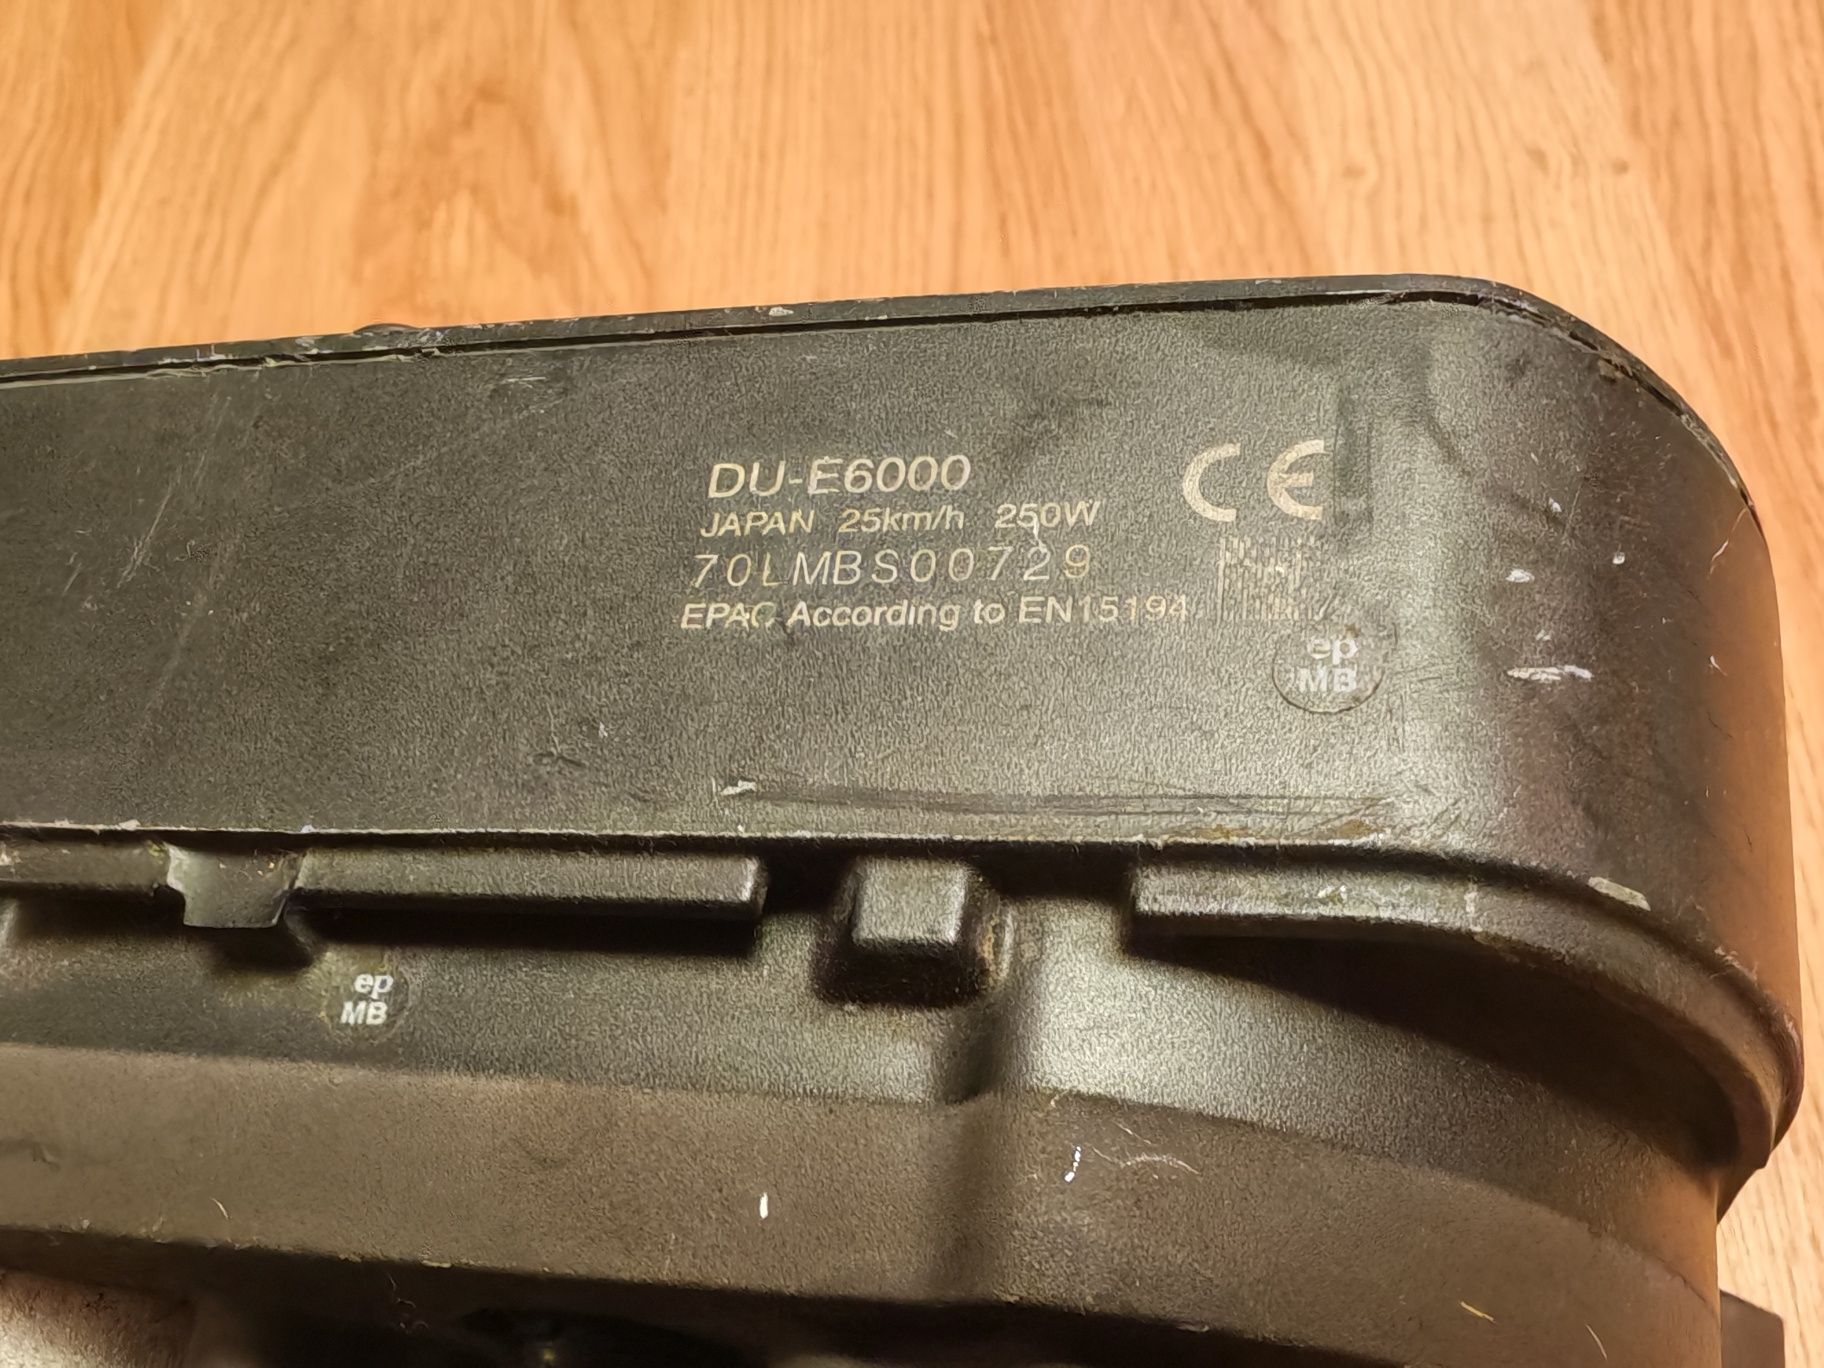 DU-E6000
JAPAN 25km/h 250W
70LMBS00729
EPAC According to EN15194
CE
ep
MB
ep
MB